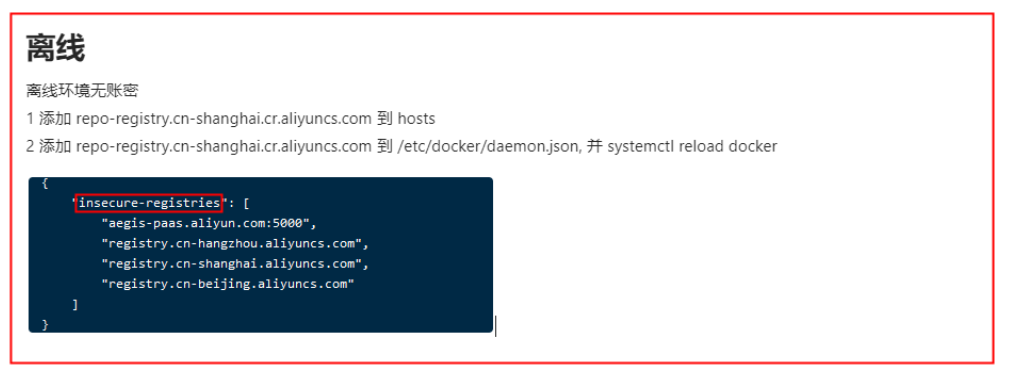 离线
离线环境无账密
1 添加 repo-registry.cn-shanghai.cr.aliyuncs.com 到 hosts
2 添加 repo-registry.cn-shanghai.cr.aliyuncs.com 到 /etc/docker/daemon.json, 并 systemctl reload docker
{
    "insecure-registries": [
        "aegis-paas.aliyun.com:5000",
        "registry.cn-hangzhou.aliyuncs.com",
        "registry.cn-shanghai.aliyuncs.com",
        "registry.cn-beijing.aliyuncs.com"
    ]
}